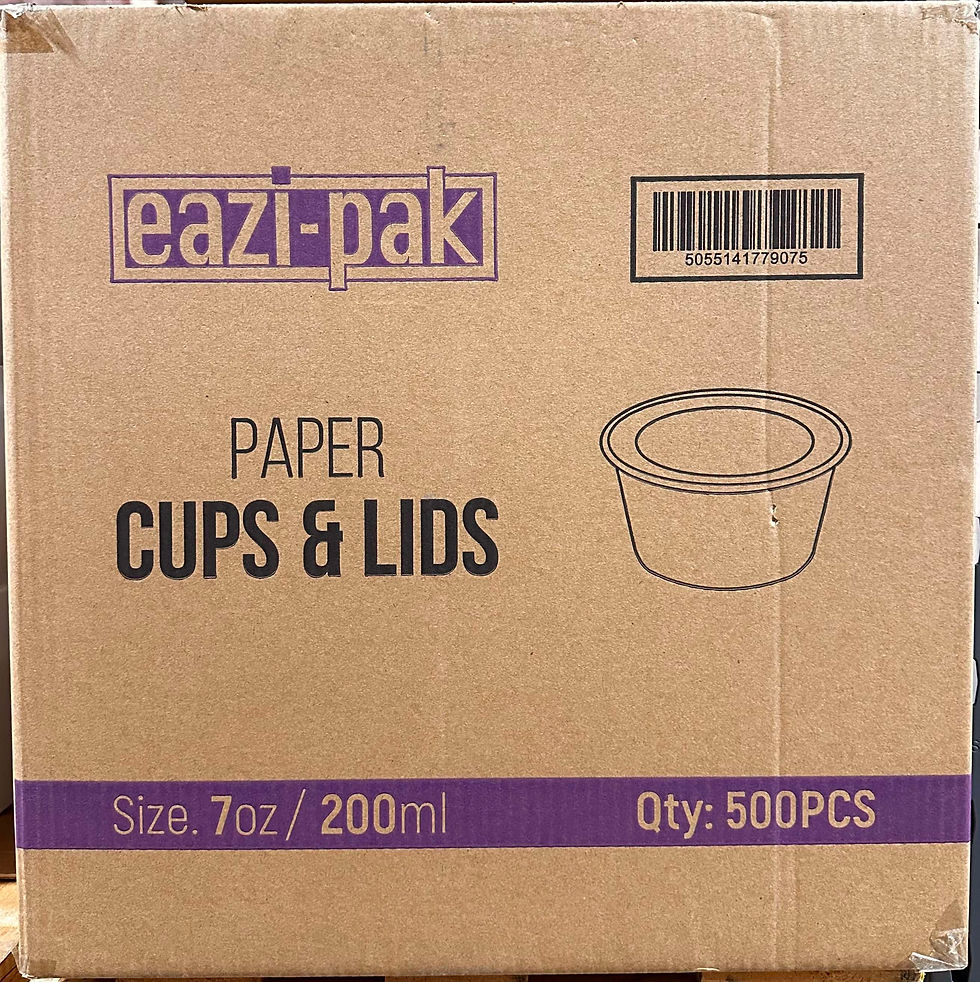 eazi-pak
5055141779075
PAPER
CUPS & LIDS
Size. 7oz / 200ml
Qty: 500PCS